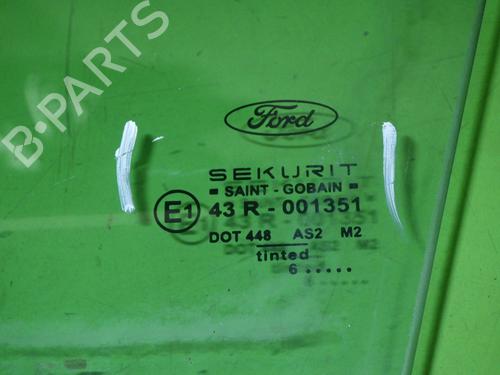 B-PARTS
Ford
SEKURIT
SAINT - GOBAIN
E1 43 R - 001351
DOT 448 AS2 M2
tinted
6 .....